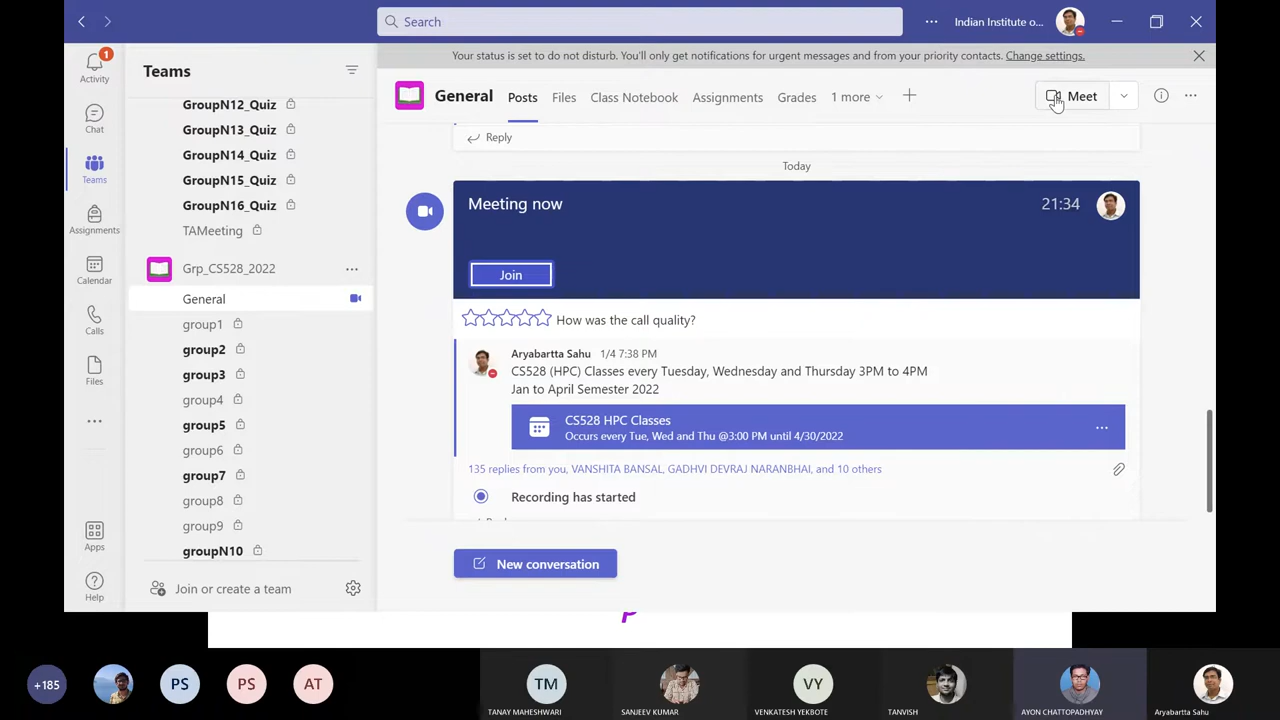 Search
Indian Institute o...
Your status is set to do not disturb. You'll only get notifications for urgent messages and from your priority contacts. Change settings.
1
Activity
Chat
Teams
Assignments
Calendar
Calls
Files
Apps
Help
Teams
GroupN12_Quiz
GroupN13_Quiz
GroupN14_Quiz
GroupN15_Quiz
GroupN16_Quiz
TAMeeting
Grp_CS528_2022
General
group1
group2
group3
group4
group5
group6
group7
group8
group9
groupN10
Join or create a team
General Posts Files Class Notebook Assignments Grades 1 more
Meet
Reply
Today
Meeting now 21:34
Join
How was the call quality?
Aryabartta Sahu 1/4 7:38 PM
CS528 (HPC) Classes every Tuesday, Wednesday and Thursday 3PM to 4PM
Jan to April Semester 2022
CS528 HPC Classes
Occurs every Tue, Wed and Thu @3:00 PM until 4/30/2022
135 replies from you, VANSHITA BANSAL, GADHVI DEVRAJ NARANBHAI, and 10 others
Recording has started
New conversation
+185 PS PS AT TM VY
TANAY MAHESHWARI SANJEEV KUMAR VENKATESH YEKBOTE TANVISH AYON CHATTOPADHYAY Aryabartta Sahu